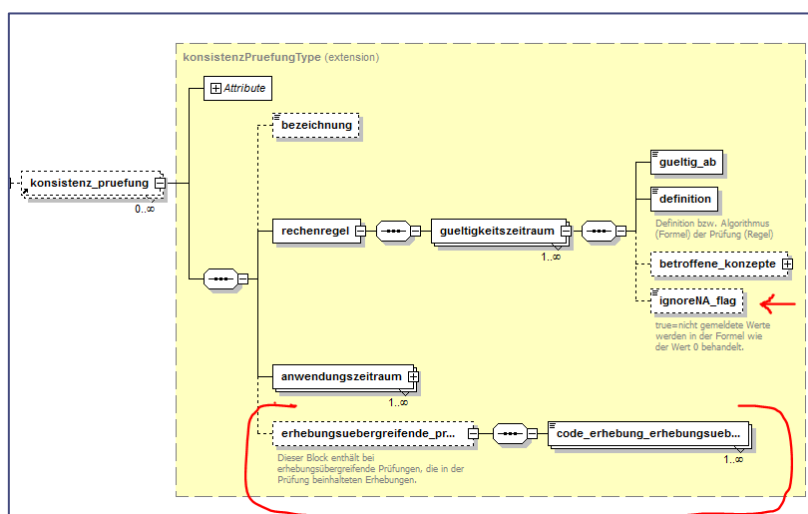 konsistenzPruefungType (extension)
Attribute
bezeichnung
konsistenz_pruefung
0..∞
rechenregel
gueltigkeitszeitraum
1..∞
gueltig_ab
definition
Definition bzw. Algorithmus
(Formel) der Prüfung (Regel)
betroffene_konzepte
ignoreNA_flag
true=nicht gemeldete Werte
werden in der Formel wie
der Wert 0 behandelt.
anwendungszeitraum
1..∞
erhebungsuebergreifende_pr...
code_erhebung_erhebungsueb...
1..∞
Dieser Block enthält bei
erhebungsübergreifende Prüfungen, die in der
Prüfung beinhalteten Erhebungen.